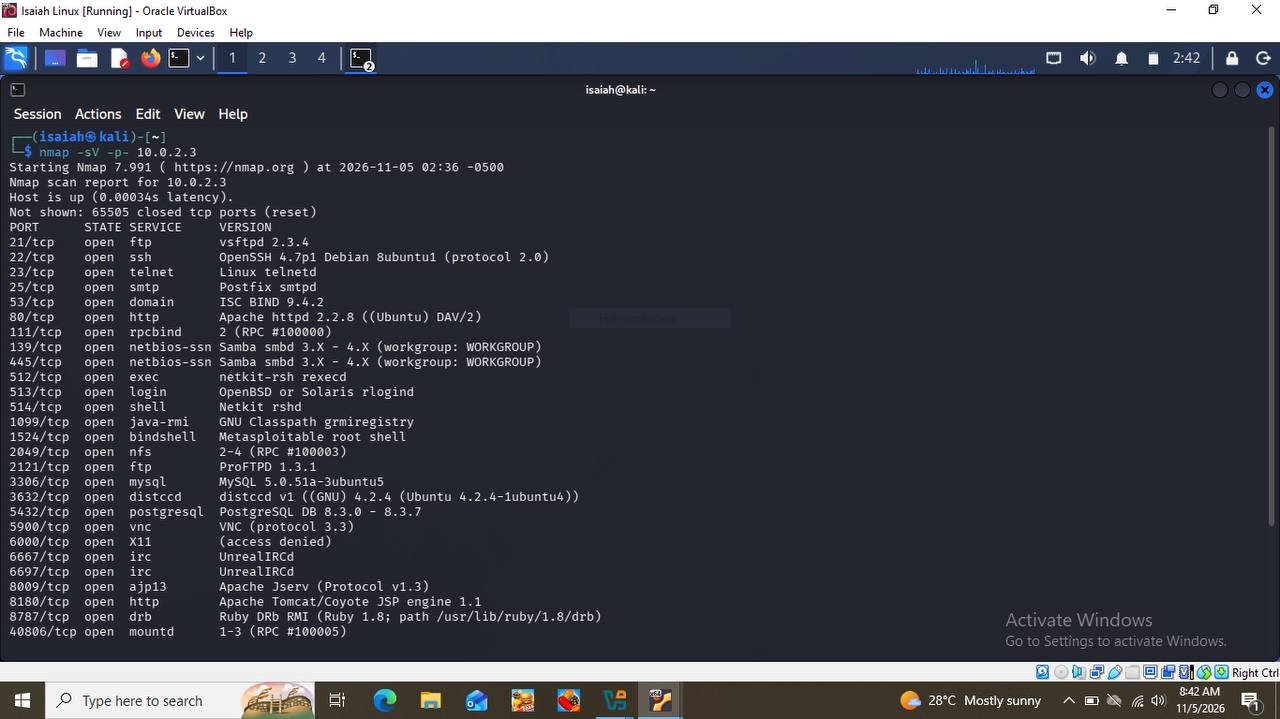 Isaiah Linux [Running] - Oracle VirtualBox
File Machine View Input Devices Help
1 2 3 4 2 2:42
isaiah@kali: ~
Session Actions Edit View Help
┌──(isaiah㉿kali)-[~]
└─$ nmap -sV -p- 10.0.2.3
Starting Nmap 7.991 ( https://nmap.org ) at 2026-11-05 02:36 -0500
Nmap scan report for 10.0.2.3
Host is up (0.00034s latency).
Not shown: 65505 closed tcp ports (reset)
PORT STATE SERVICE VERSION
21/tcp open ftp vsftpd 2.3.4
22/tcp open ssh OpenSSH 4.7p1 Debian 8ubuntu1 (protocol 2.0)
23/tcp open telnet Linux telnetd
25/tcp open smtp Postfix smtpd
53/tcp open domain ISC BIND 9.4.2
80/tcp open http Apache httpd 2.2.8 ((Ubuntu) DAV/2)
111/tcp open rpcbind 2 (RPC #100000)
139/tcp open netbios-ssn Samba smbd 3.X - 4.X (workgroup: WORKGROUP)
445/tcp open netbios-ssn Samba smbd 3.X - 4.X (workgroup: WORKGROUP)
512/tcp open exec netkit-rsh rexecd
513/tcp open login OpenBSD or Solaris rlogind
514/tcp open shell Netkit rshd
1099/tcp open java-rmi GNU Classpath grmiregistry
1524/tcp open bindshell Metasploitable root shell
2049/tcp open nfs 2-4 (RPC #100003)
2121/tcp open ftp ProFTPD 1.3.1
3306/tcp open mysql MySQL 5.0.51a-3ubuntu5
3632/tcp open distccd distccd v1 ((GNU) 4.2.4 (Ubuntu 4.2.4-1ubuntu4))
5432/tcp open postgresql PostgreSQL DB 8.3.0 - 8.3.7
5900/tcp open vnc VNC (protocol 3.3)
6000/tcp open X11 (access denied)
6667/tcp open irc UnrealIRCd
6697/tcp open irc UnrealIRCd
8009/tcp open ajp13 Apache Jserv (Protocol v1.3)
8180/tcp open http Apache Tomcat/Coyote JSP engine 1.1
8787/tcp open drb Ruby DRb RMI (Ruby 1.8; path /usr/lib/ruby/1.8/drb)
40806/tcp open mountd 1-3 (RPC #100005)
Activate Windows
Go to Settings to activate Windows.
Right Ctrl
Type here to search
28°C Mostly sunny
8:42 AM
11/5/2026
1